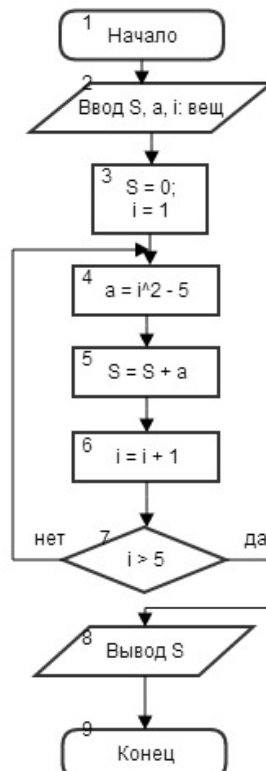 1
Начало
2
Ввод S, a, i: вещ
3
S = 0;
i = 1
4
a = i^2 - 5
5
S = S + a
6
i = i + 1
нет
7
да
i > 5
8
Вывод S
9
Конец